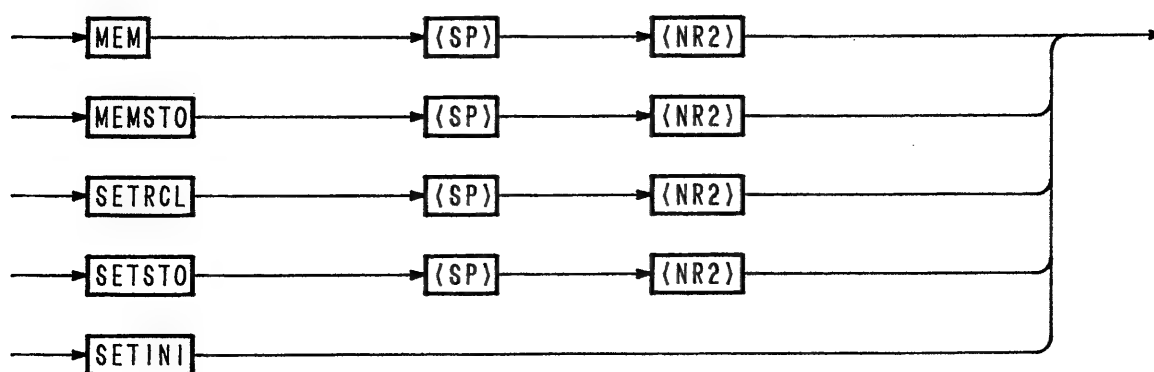 MEM ⟨SP⟩ ⟨NR2⟩
MEMSTO ⟨SP⟩ ⟨NR2⟩
SETRCL ⟨SP⟩ ⟨NR2⟩
SETSTO ⟨SP⟩ ⟨NR2⟩
SETINI